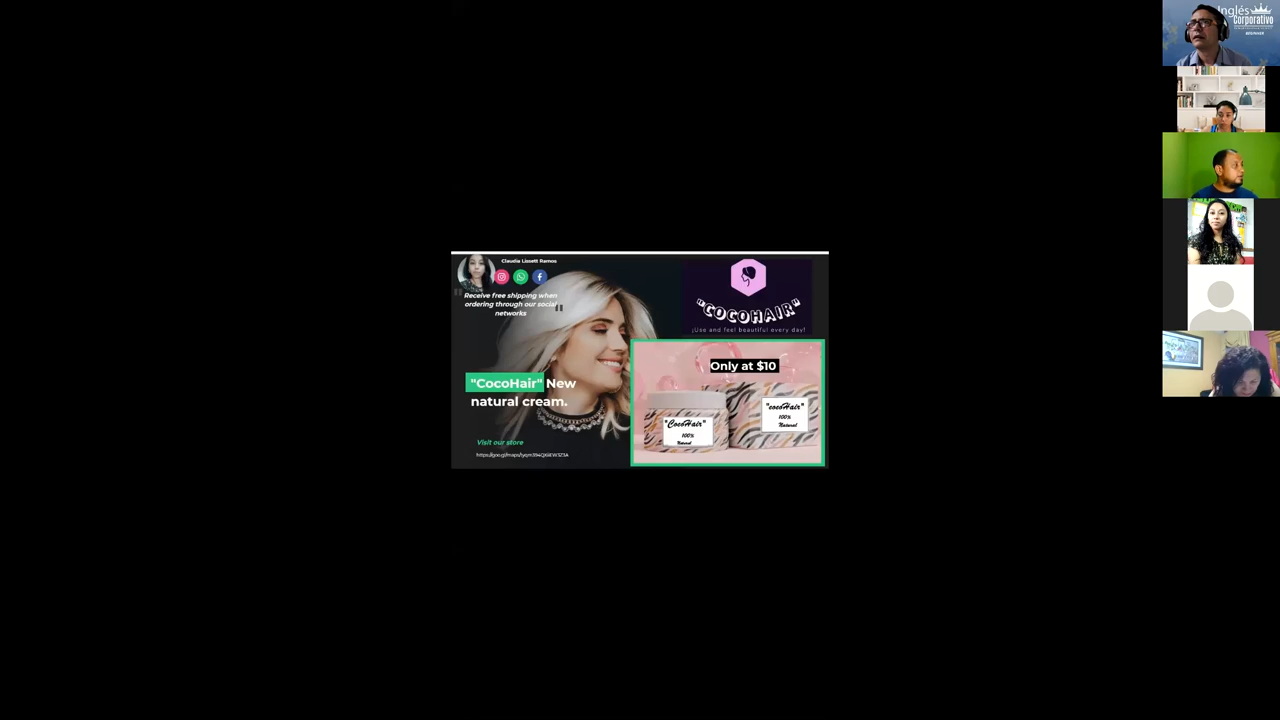 Claudia Lissett Ramos
"Receive free shipping when
ordering through our social
networks"
"COCOHAIR"
¡Use and feel beautiful every day!
Only at $10
"CocoHair" New
natural cream.
"CocoHair"
100%
Natural
"cocoHair"
100%
Natural
Visit our store
Inglés
Corporativo
BEGINNER